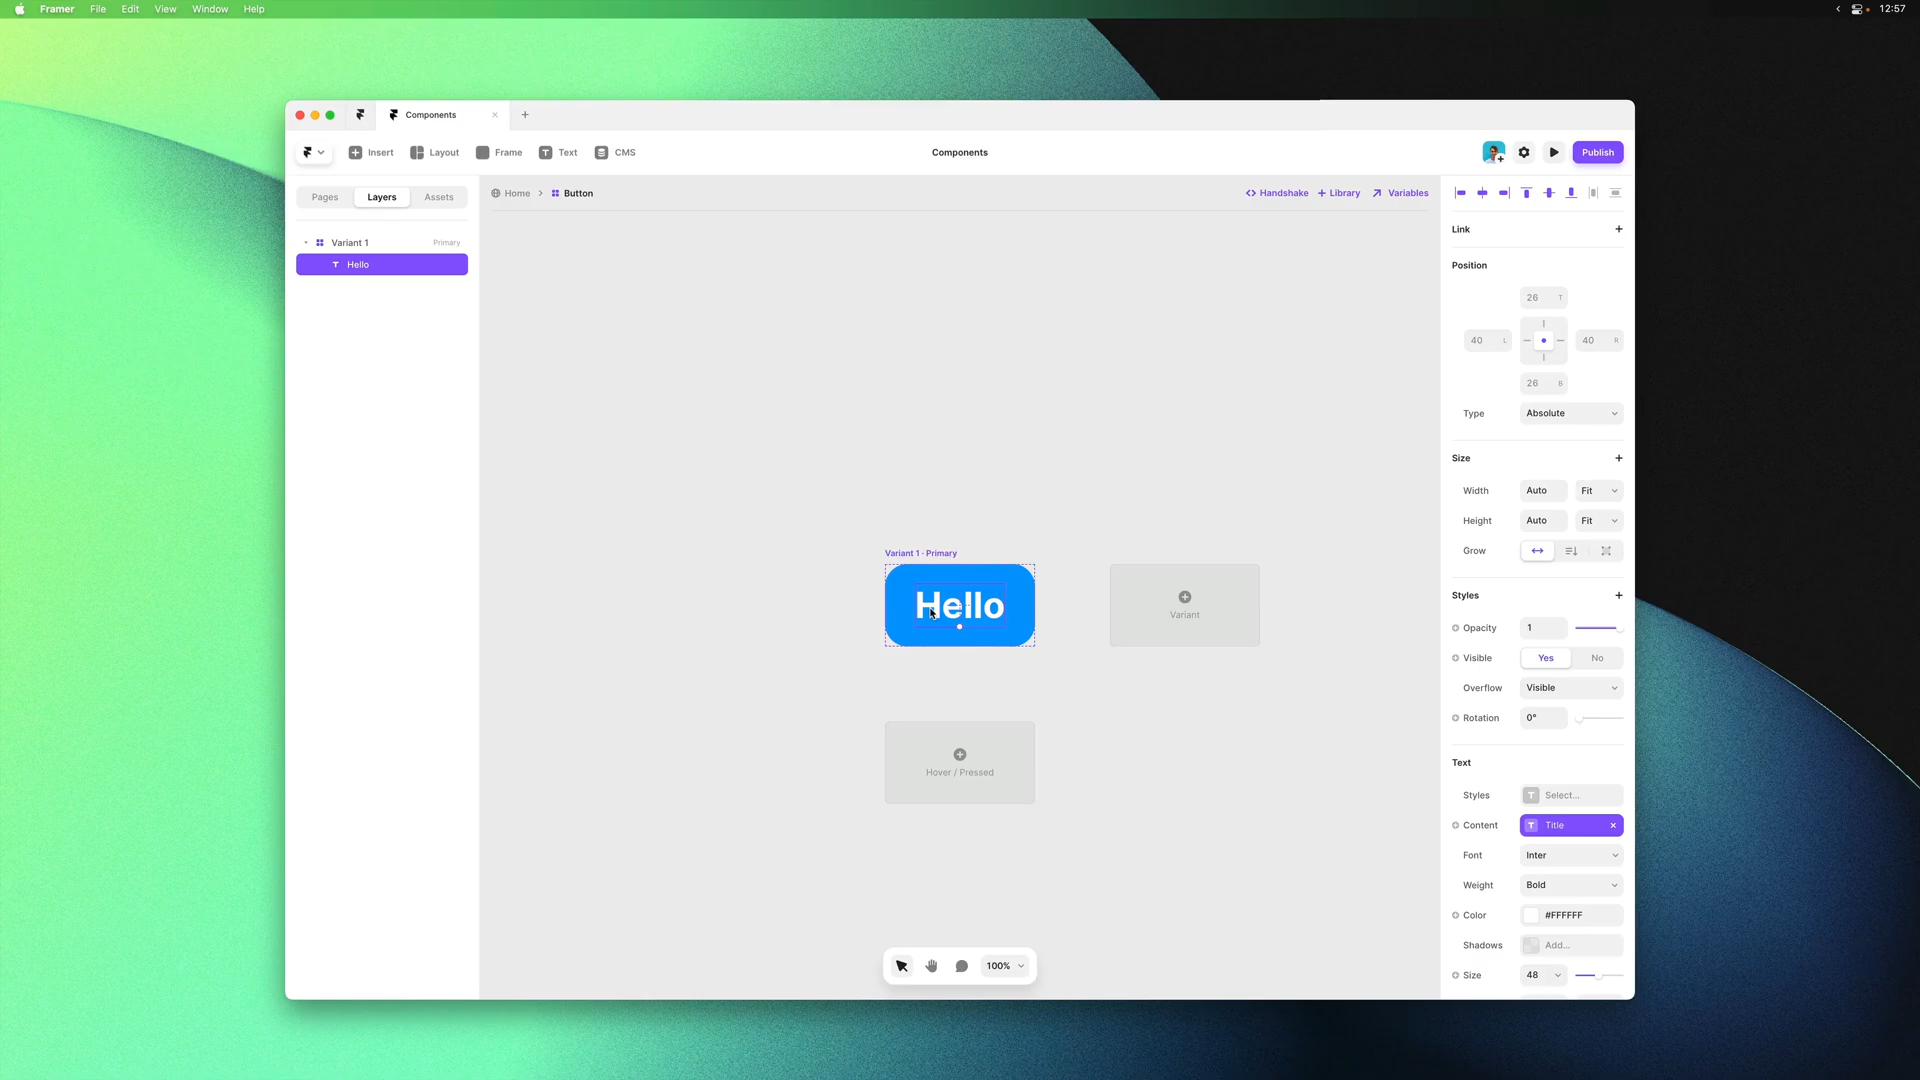 Framer File Edit View Window Help 12:57
Components
Insert Layout Frame Text CMS Components Publish
Pages Layers Assets
Home Button Handshake Library Variables
Variant 1 Primary
Hello
Link
Position
26 T
40 L 40 R
26 B
Type Absolute
Size
Width Auto Fit
Height Auto Fit
Grow
Variant 1 · Primary
Hello
Variant
Hover / Pressed
Styles
Opacity 1
Visible Yes No
Overflow Visible
Rotation 0°
Text
Styles T Select...
Content T Title
Font Inter
Weight Bold
Color #FFFFFF
Shadows Add...
Size 48
100%